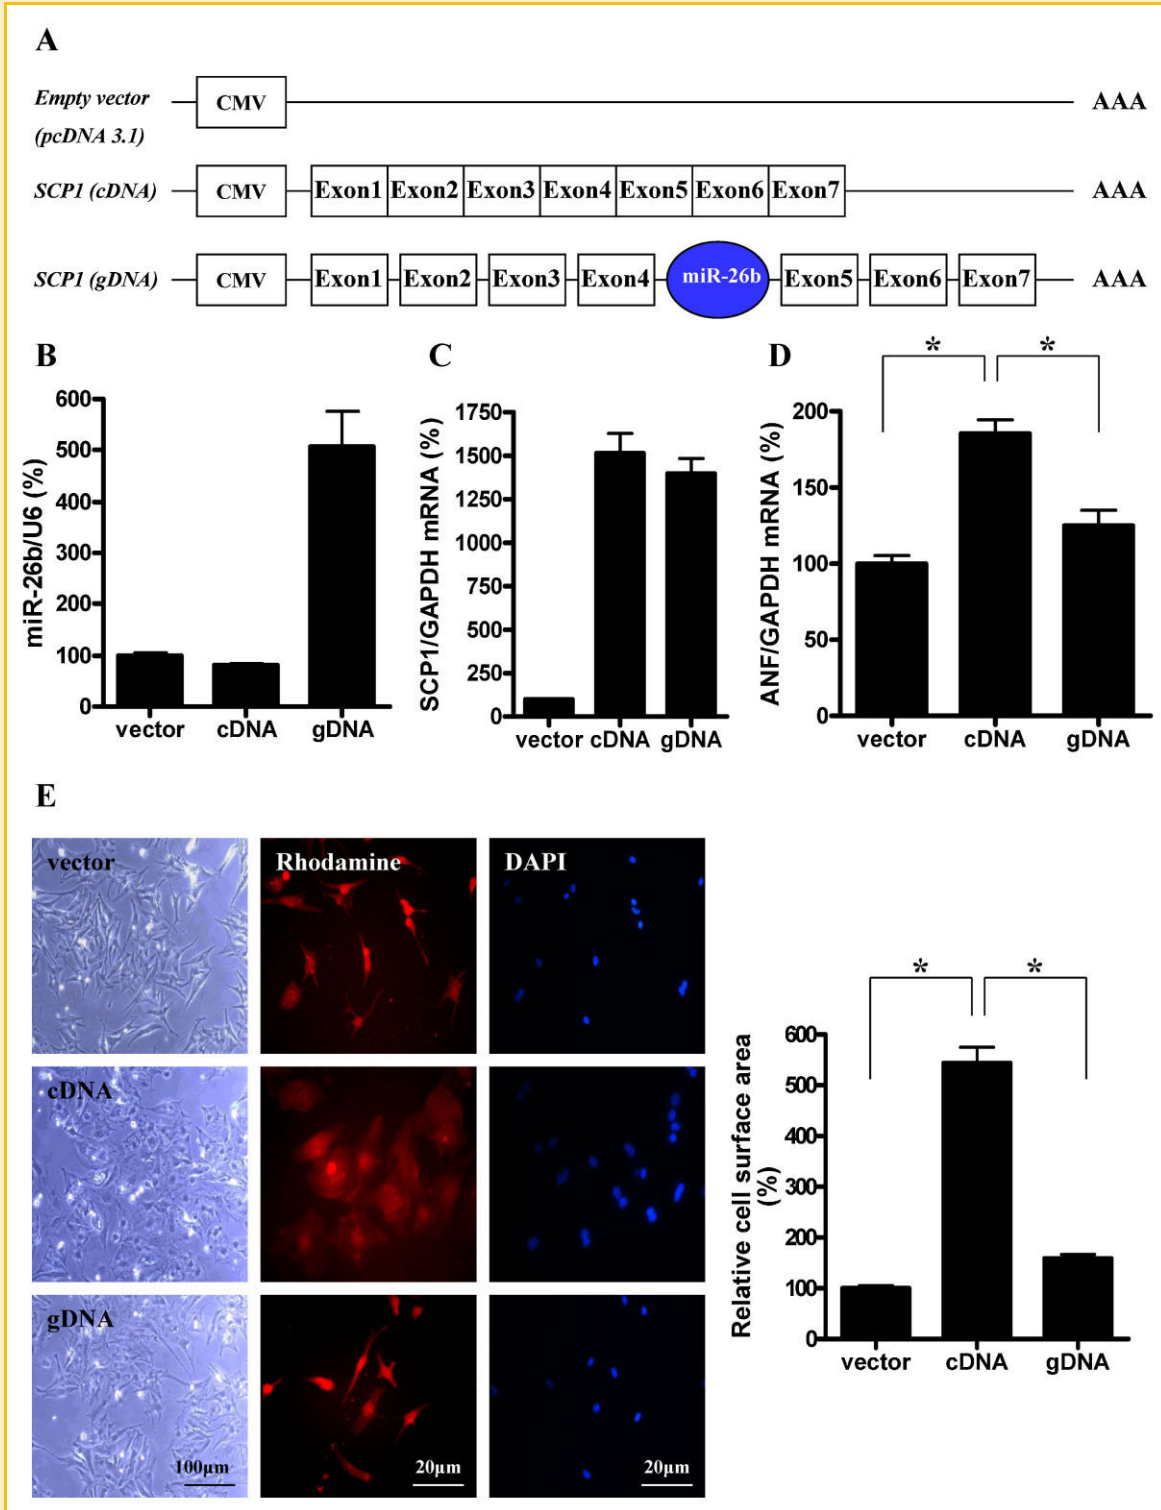 A
Empty vector
(pcDNA 3.1)
CMV
AAA
SCP1 (cDNA)
CMV
Exon1 Exon2 Exon3 Exon4 Exon5 Exon6 Exon7
AAA
SCP1 (gDNA)
CMV
Exon1 Exon2 Exon3 Exon4 miR-26b Exon5 Exon6 Exon7
AAA
B
miR-26b/U6 (%)
600
500
400
300
200
100
0
vector cDNA gDNA
C
SCP1/GAPDH mRNA (%)
1750
1500
1250
1000
750
500
250
0
vector cDNA gDNA
D
* *
ANF/GAPDH mRNA (%)
200
150
100
50
0
vector cDNA gDNA
E
vector
Rhodamine
DAPI
cDNA
gDNA
100µm
20µm
20µm
* *
Relative cell surface area
(%)
600
500
400
300
200
100
0
vector cDNA gDNA